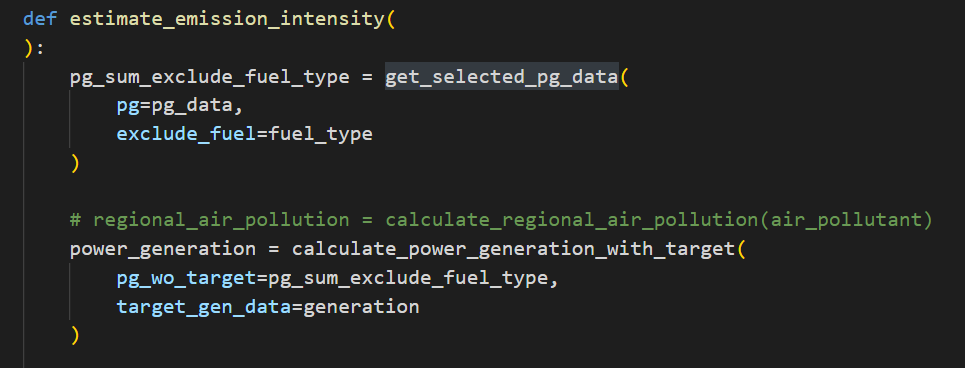 def estimate_emission_intensity(
):
    pg_sum_exclude_fuel_type = get_selected_pg_data(
        pg=pg_data,
        exclude_fuel=fuel_type
    )

    # regional_air_pollution = calculate_regional_air_pollution(air_pollutant)
    power_generation = calculate_power_generation_with_target(
        pg_wo_target=pg_sum_exclude_fuel_type,
        target_gen_data=generation
    )